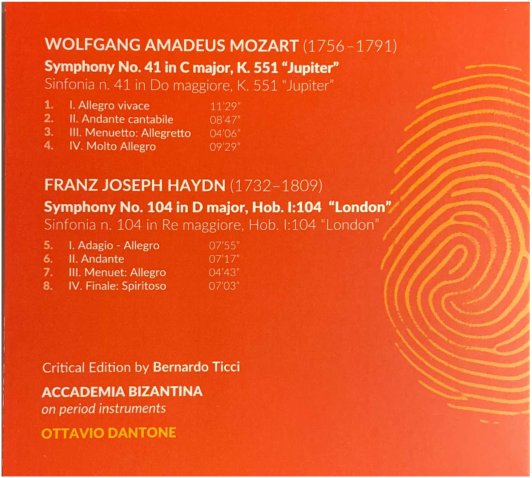 WOLFGANG AMADEUS MOZART (1756–1791)
Symphony No. 41 in C major, K. 551 “Jupiter”
Sinfonia n. 41 in Do maggiore, K. 551 “Jupiter”
1. I. Allegro vivace 11’29”
2. II. Andante cantabile 08’47”
3. III. Menuetto: Allegretto 04’06”
4. IV. Molto Allegro 09’29”
FRANZ JOSEPH HAYDN (1732–1809)
Symphony No. 104 in D major, Hob. I:104 “London”
Sinfonia n. 104 in Re maggiore, Hob. I:104 “London”
5. I. Adagio - Allegro 07’55”
6. II. Andante 07’17”
7. III. Menuet: Allegro 04’43”
8. IV. Finale: Spiritoso 07’03”
Critical Edition by Bernardo Ticci
ACCADEMIA BIZANTINA
on period instruments
OTTAVIO DANTONE